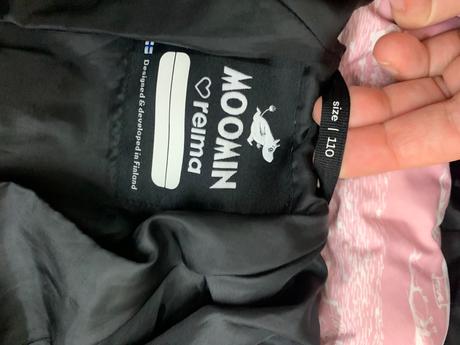 MOOMIN
♡ reima
Designed & developed in Finland
size | 110